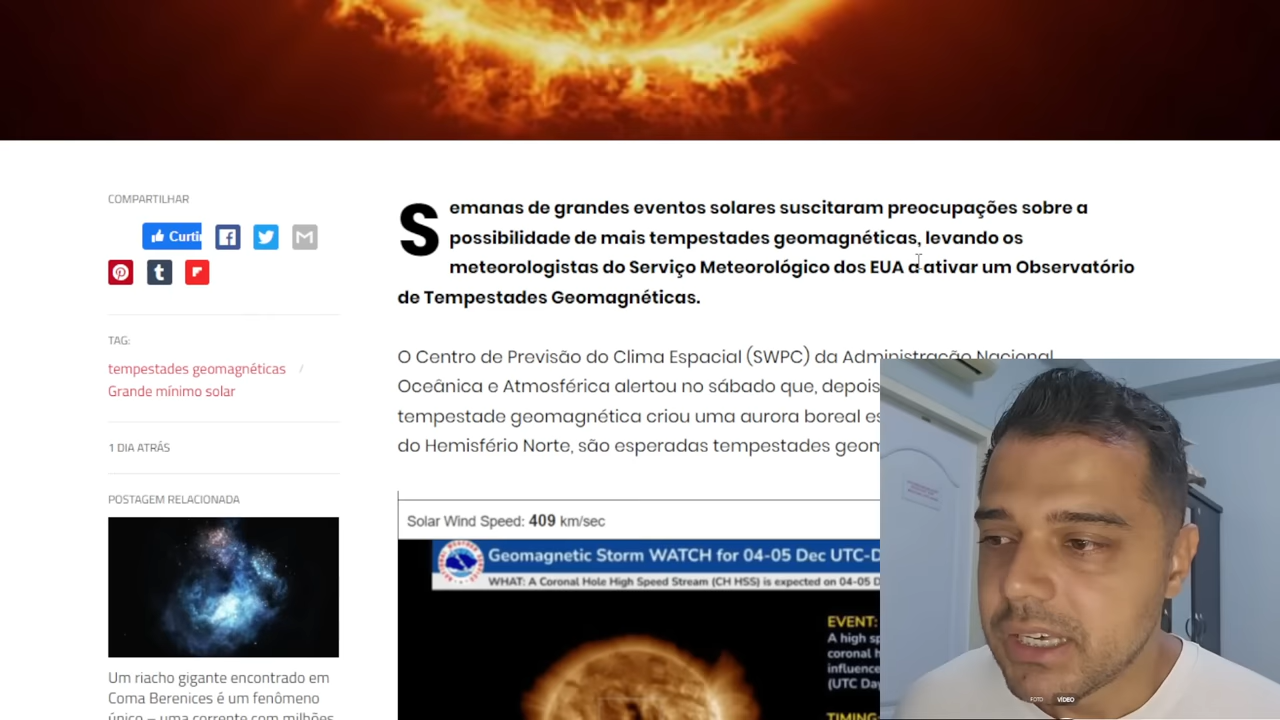 COMPARTILHAR
Curtir
TAG:
tempestades geomagnéticas /
Grande mínimo solar
1 DIA ATRÁS
POSTAGEM RELACIONADA
Um riacho gigante encontrado em
Coma Berenices é um fenômeno
único – uma corrente com milhões
Semanas de grandes eventos solares suscitaram preocupações sobre a
possibilidade de mais tempestades geomagnéticas, levando os
meteorologistas do Serviço Meteorológico dos EUA a ativar um Observatório
de Tempestades Geomagnéticas.
O Centro de Previsão do Clima Espacial (SWPC) da Administração Nacional
Oceânica e Atmosférica alertou no sábado que, depois
tempestade geomagnética criou uma aurora boreal es
do Hemisfério Norte, são esperadas tempestades geom
Solar Wind Speed: 409 km/sec
Geomagnetic Storm WATCH for 04-05 Dec UTC-D
WHAT: A Coronal Hole High Speed Stream (CH HSS) is expected on 04-05 D
EVENT:
A high sp
coronal h
influence
(UTC Day
TIMING
FOTO VÍDEO